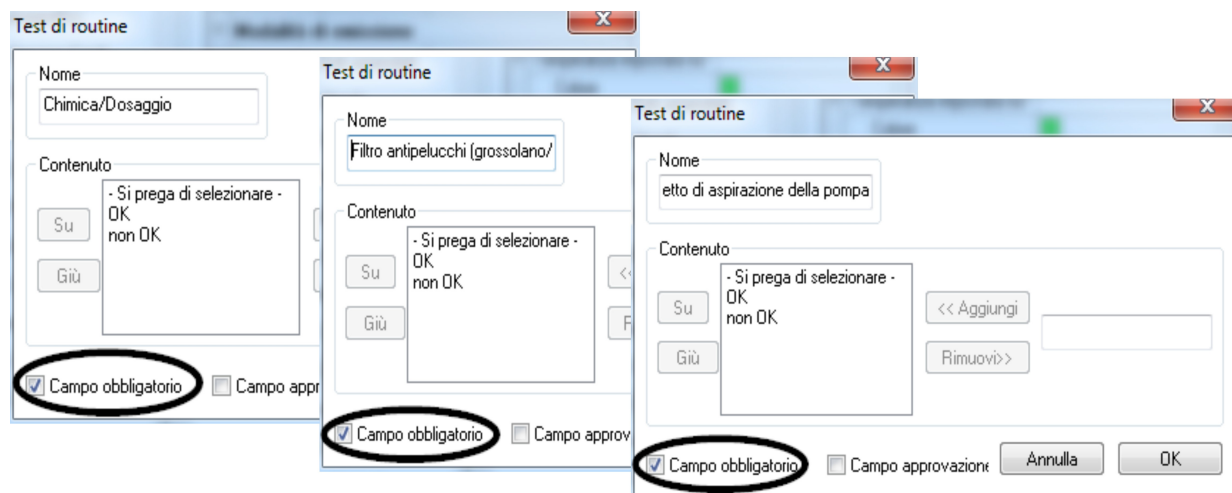 Test di routine
Nome
Chimica/Dosaggio
Contenuto
- Si prega di selezionare -
OK
non OK
Su
Giù
Campo obbligatorio
Campo appr
Test di routine
Nome
Filtro antipelucchi (grossolano/
Contenuto
- Si prega di selezionare -
OK
non OK
Su
Giù
Campo obbligatorio
Campo approv
Test di routine
Nome
etto di aspirazione della pompa
Contenuto
- Si prega di selezionare -
OK
non OK
Su
Giù
<< Aggiungi
Rimuovi>>
Campo obbligatorio
Campo approvazione
Annulla
OK